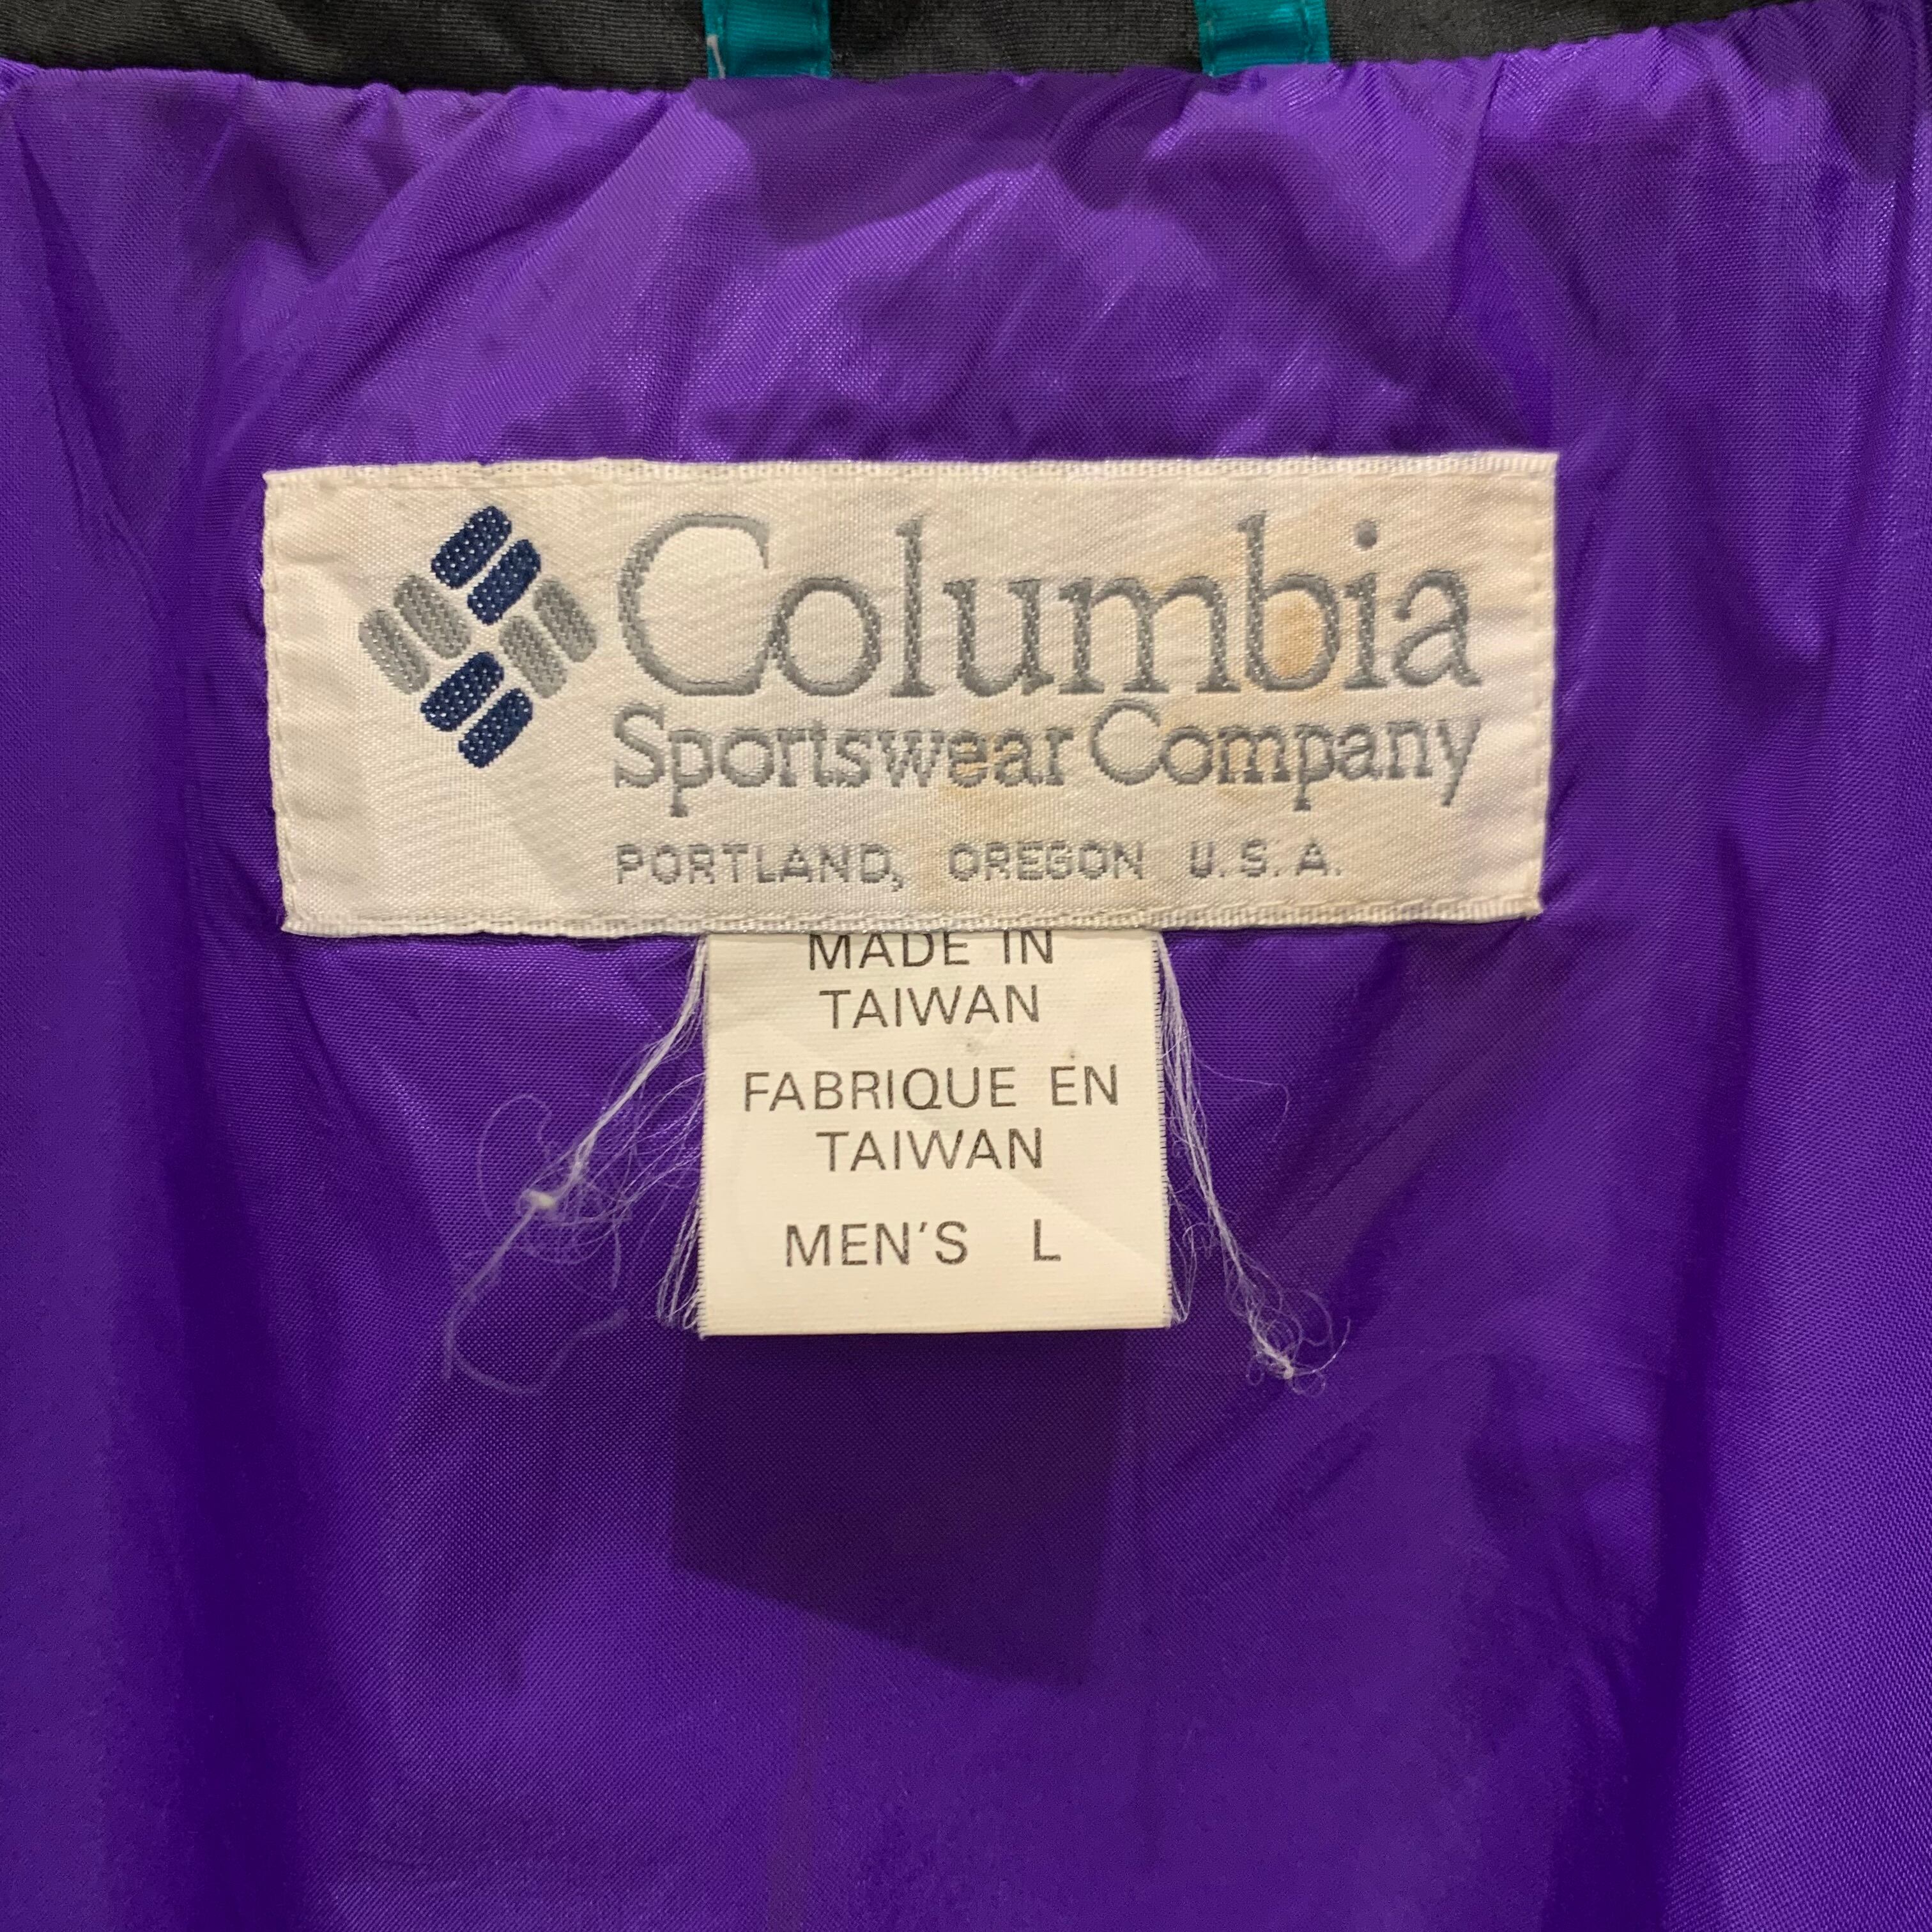 Columbia
Sportswear Company
PORTLAND, OREGON U.S.A.
MADE IN
TAIWAN
FABRIQUE EN
TAIWAN
MEN'S L